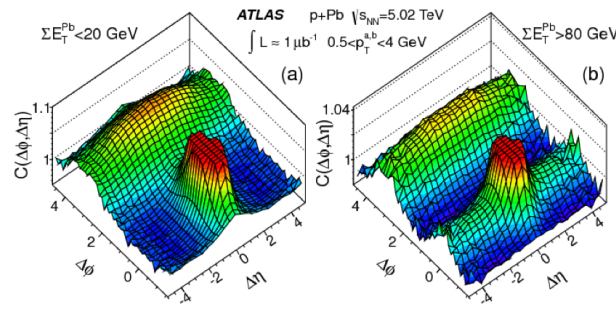 ATLAS p+Pb √sNN=5.02 TeV
ΣE_T^Pb<20 GeV
∫ L ≈ 1 μb⁻¹ 0.5<p_T^{a,b}<4 GeV
ΣE_T^Pb>80 GeV
(a)
(b)
1.1
1
C(Δϕ,Δη)
4
2
0
Δϕ
-4
-2
0
2
4
Δη
1.04
1
C(Δϕ,Δη)
4
2
0
Δϕ
-4
-2
0
2
4
Δη